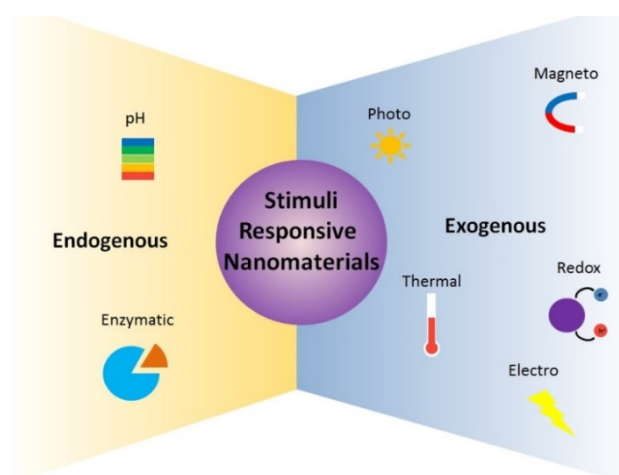 pH
Endogenous
Enzymatic
Stimuli
Responsive
Nanomaterials
Photo
Magneto
Exogenous
Thermal
Redox
Electro